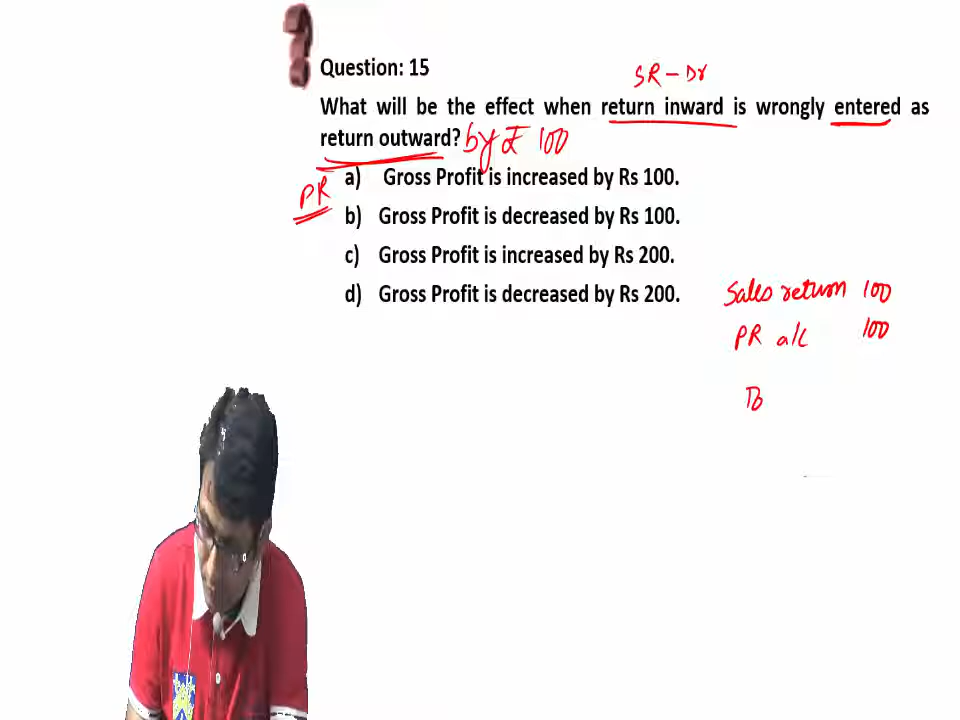 Question: 15
SR – Dr
What will be the effect when return inward is wrongly entered as
return outward? by ₹ 100
PR
a) Gross Profit is increased by Rs 100.
b) Gross Profit is decreased by Rs 100.
c) Gross Profit is increased by Rs 200.
d) Gross Profit is decreased by Rs 200.
Sales return 100
PR a/c 100
To